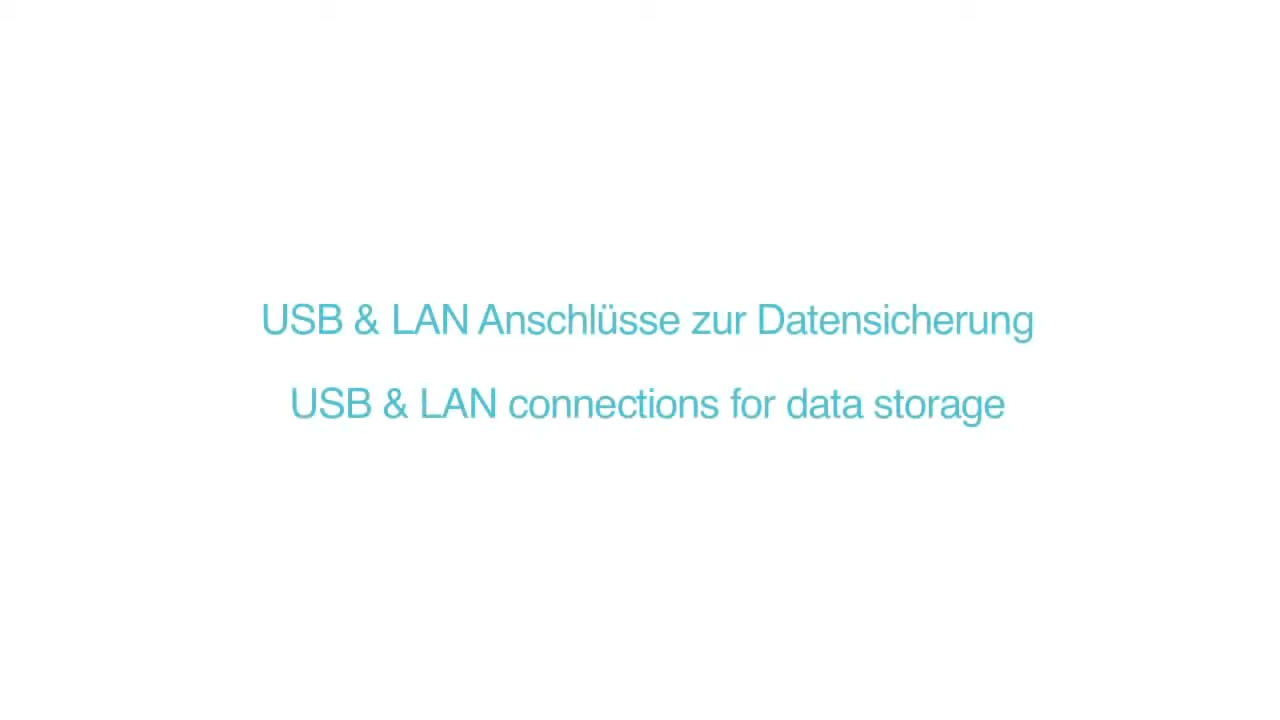 USB & LAN Anschlüsse zur Datensicherung
USB & LAN connections for data storage